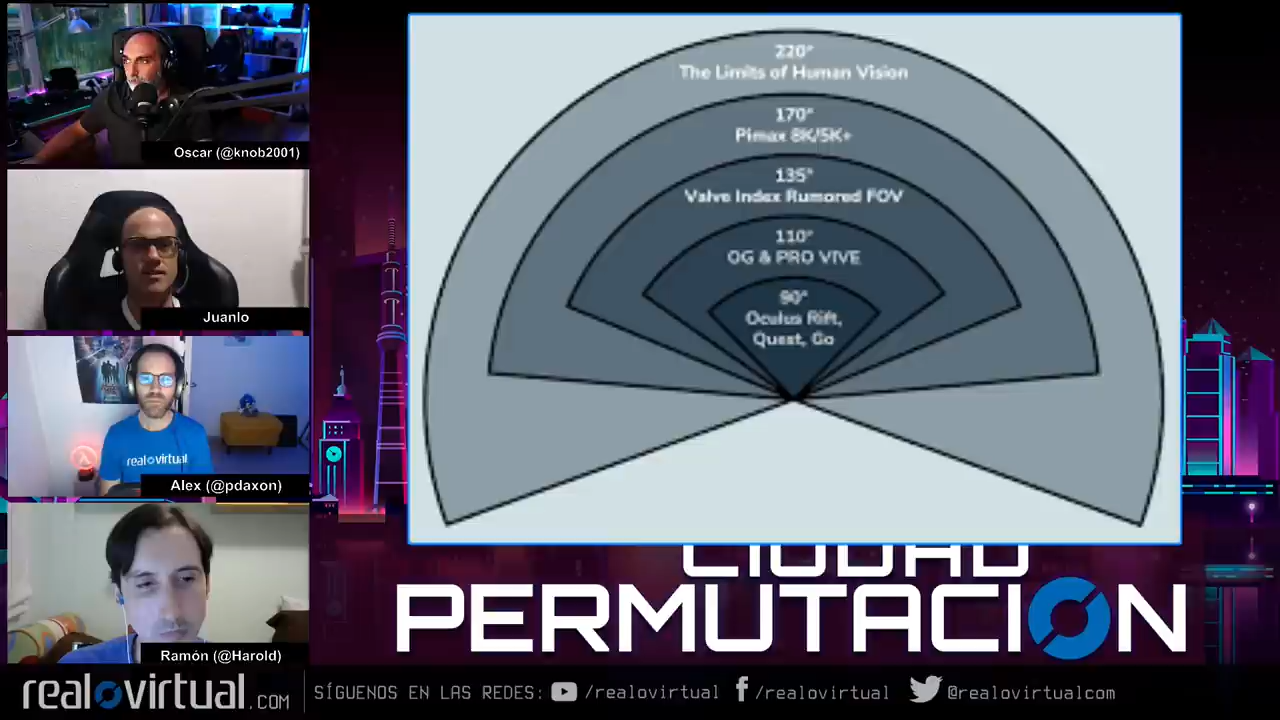 Oscar (@knob2001)
Juanlo
realovirtual
Alex (@pdaxon)
Ramón (@Harold)
220°
The Limits of Human Vision
170°
Pimax 8K/5K+
135°
Valve Index Rumored FOV
110°
OG & PRO VIVE
90°
Oculus Rift,
Quest, Go
CIUDAD
PERMUTACION
realovirtual.COM
SÍGUENOS EN LAS REDES: /realovirtual /realovirtual @realovirtualcom